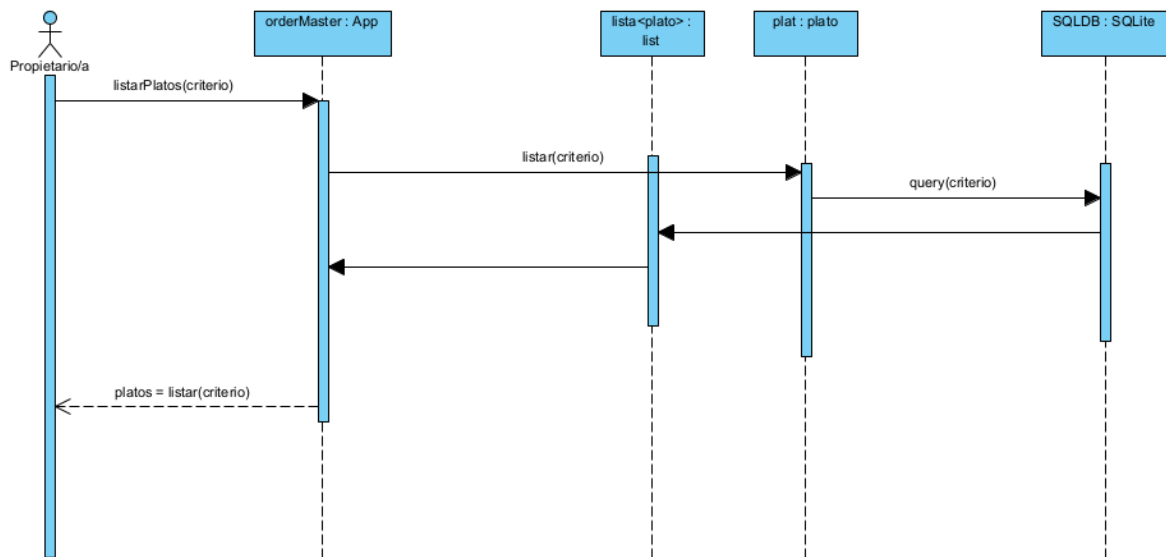 Propietario/a
orderMaster : App
lista<plato> :
list
plat : plato
SQLDB : SQLite
listarPlatos(criterio)
listar(criterio)
query(criterio)
platos = listar(criterio)